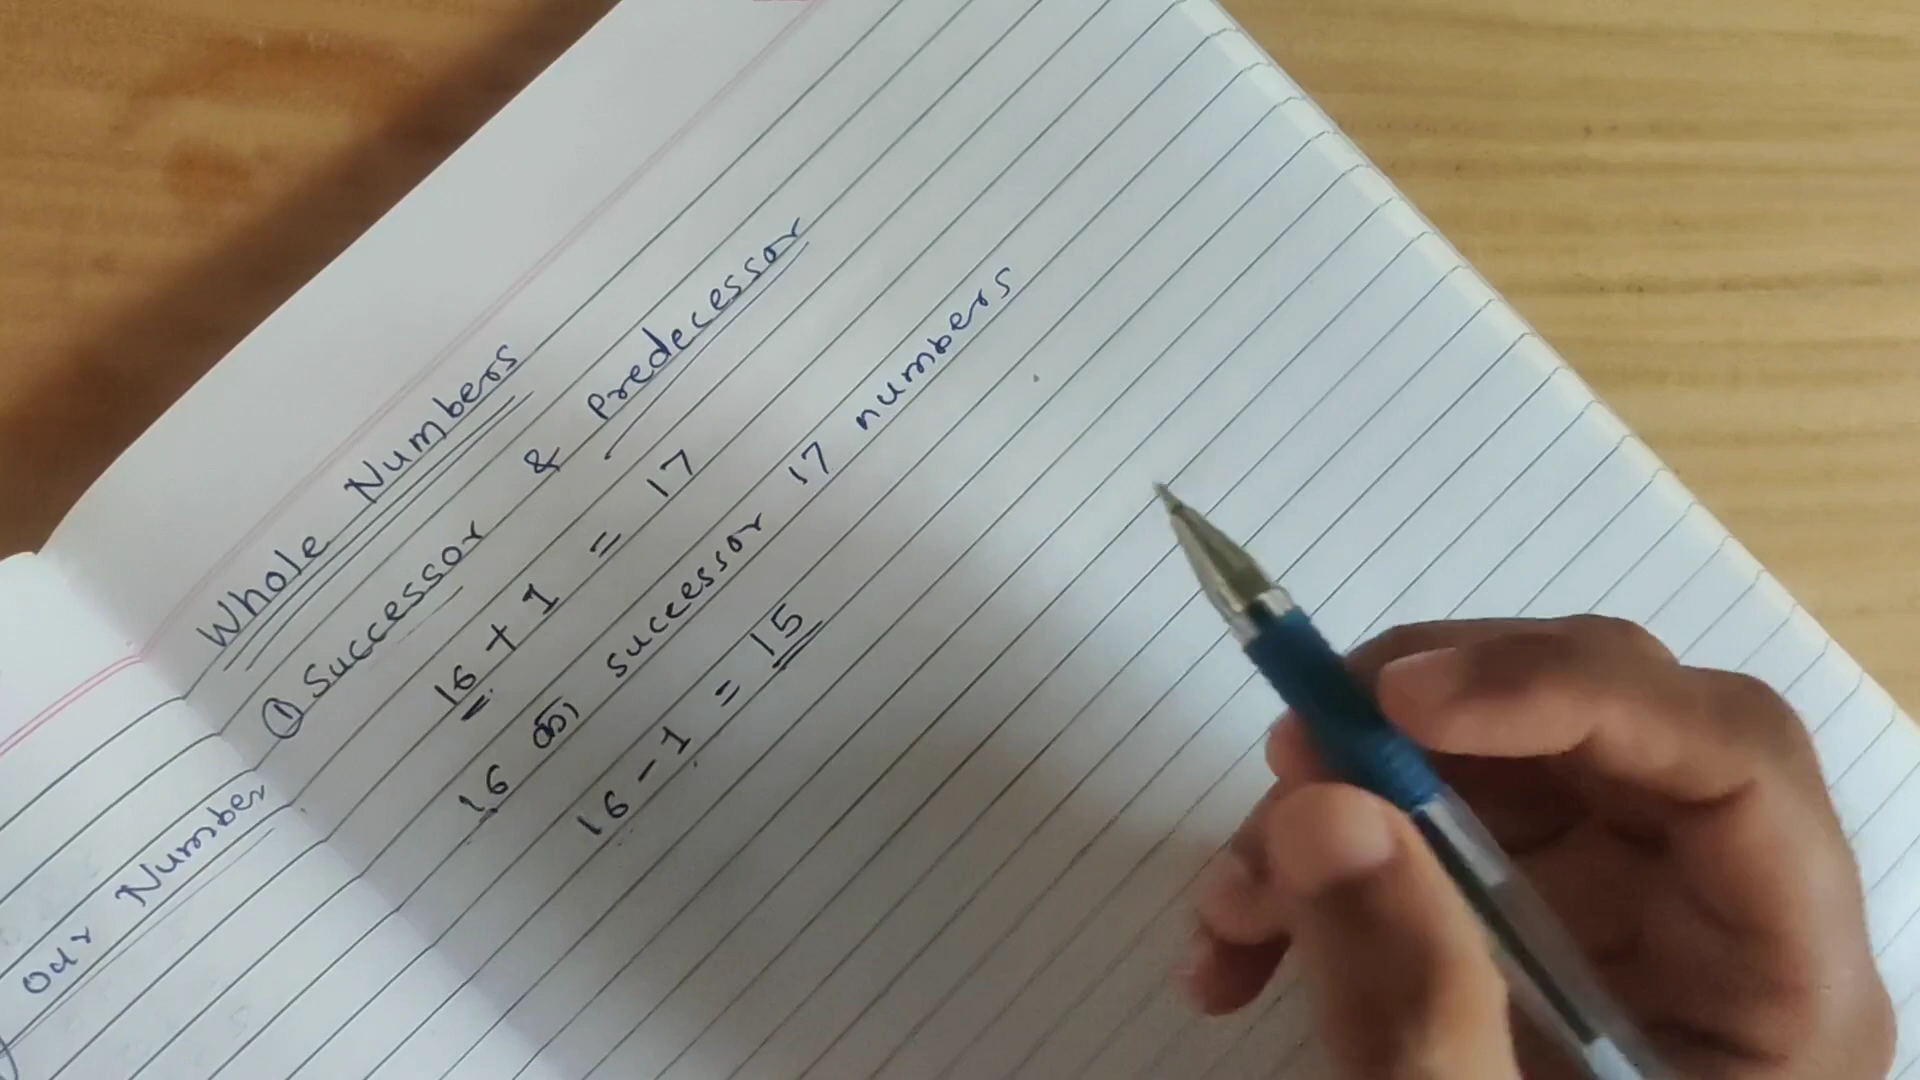 Whole Numbers
① Successor & Predecessor
16 + 1 = 17
16 का successor 17 numbers
16 - 1 = 15
Our Number